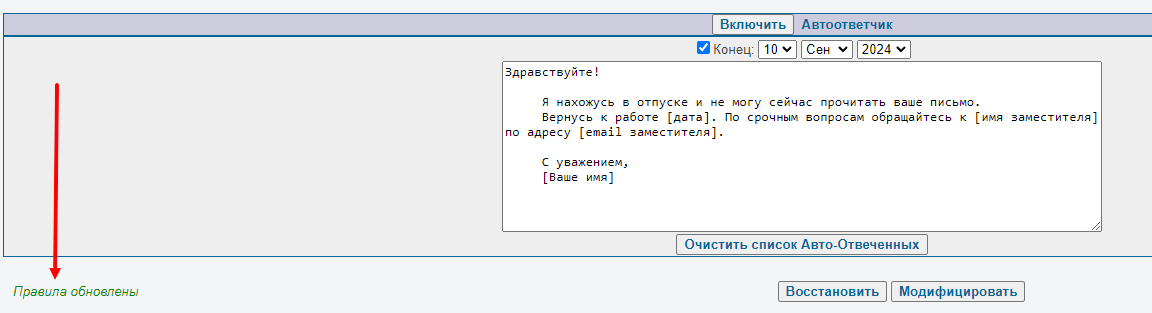 Включить Автоответчик
Конец: 10 Сен 2024
Здравствуйте!
Я нахожусь в отпуске и не могу сейчас прочитать ваше письмо.
Вернусь к работе [дата]. По срочным вопросам обращайтесь к [имя заместителя]
по адресу [email заместителя].
С уважением,
[Ваше имя]
Очистить список Авто-Отвеченных
Правила обновлены Восстановить Модифицировать